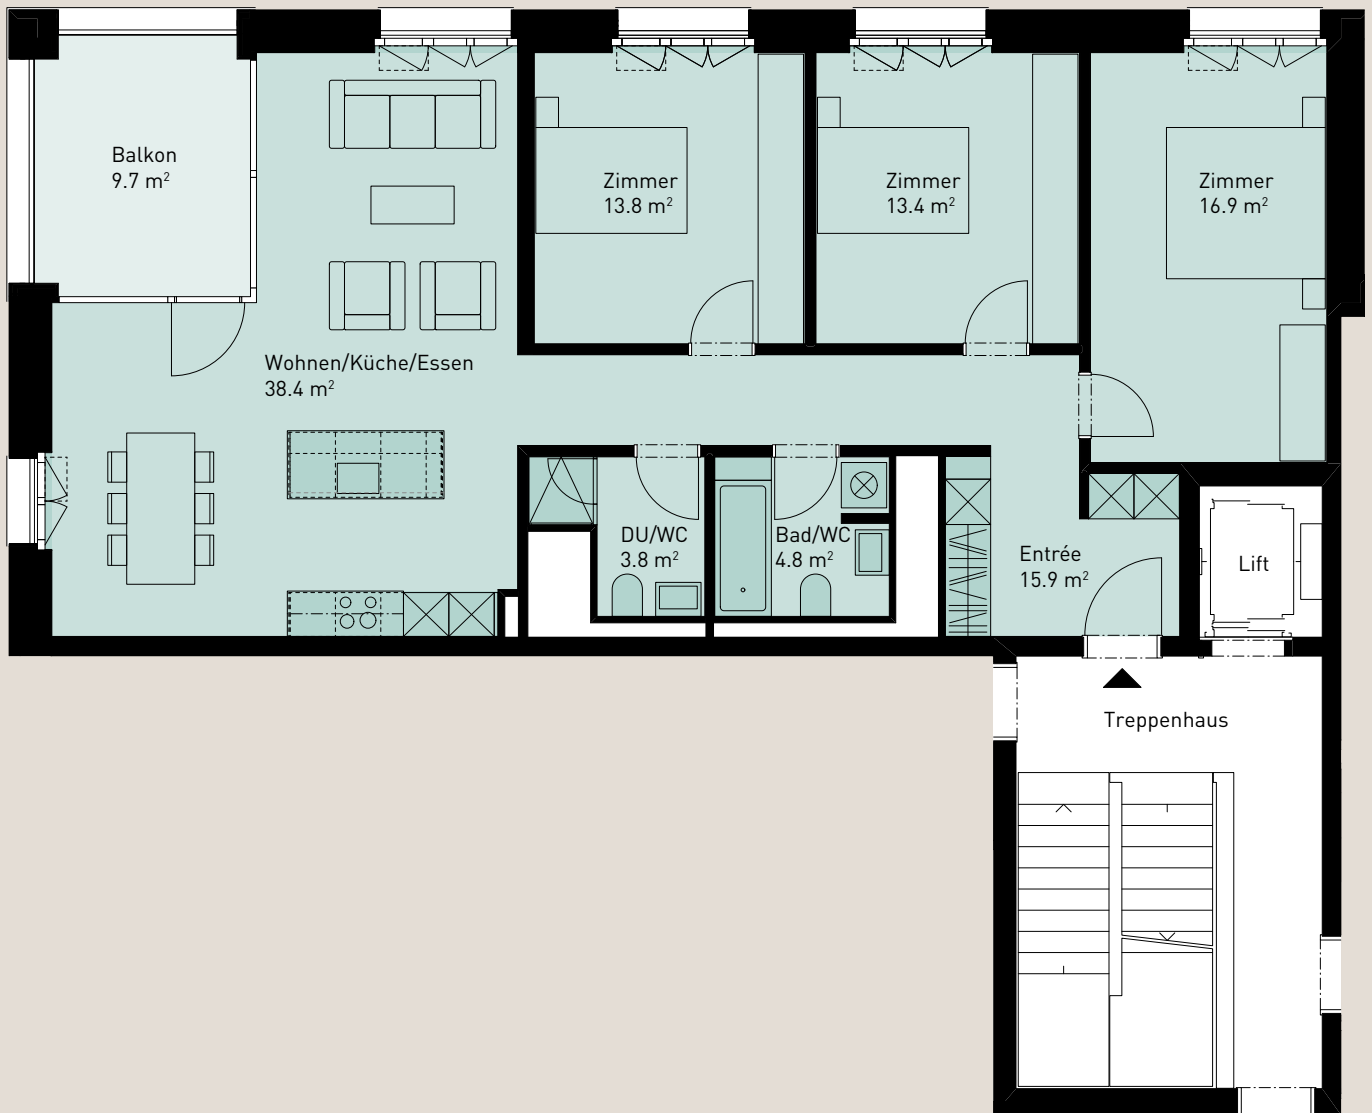 Balkon
9.7 m²
Zimmer
13.8 m²
Zimmer
13.4 m²
Zimmer
16.9 m²
Wohnen/Küche/Essen
38.4 m²
DU/WC
3.8 m²
Bad/WC
4.8 m²
Entrée
15.9 m²
Lift
Treppenhaus